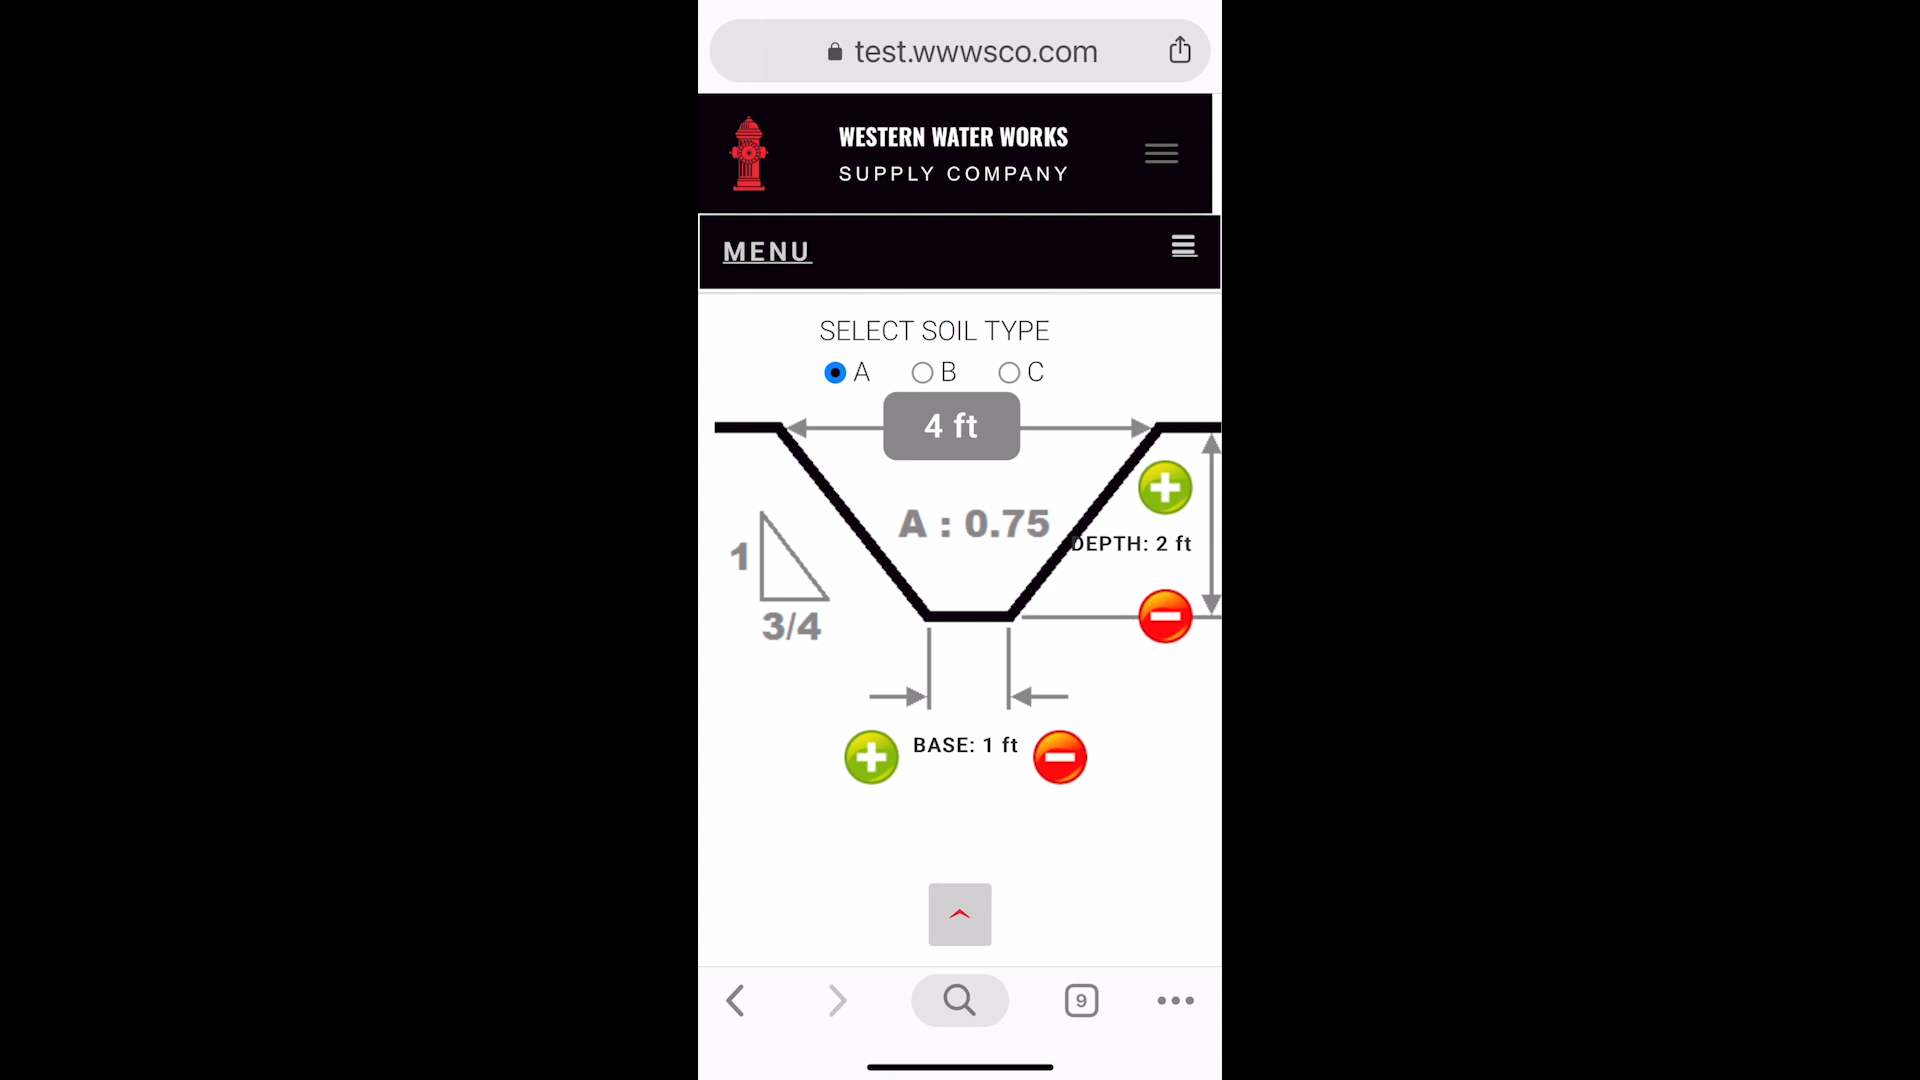 test.wwwsco.com
WESTERN WATER WORKS
SUPPLY COMPANY
MENU
SELECT SOIL TYPE
A B C
4 ft
A : 0.75
DEPTH: 2 ft
1
3/4
BASE: 1 ft
9